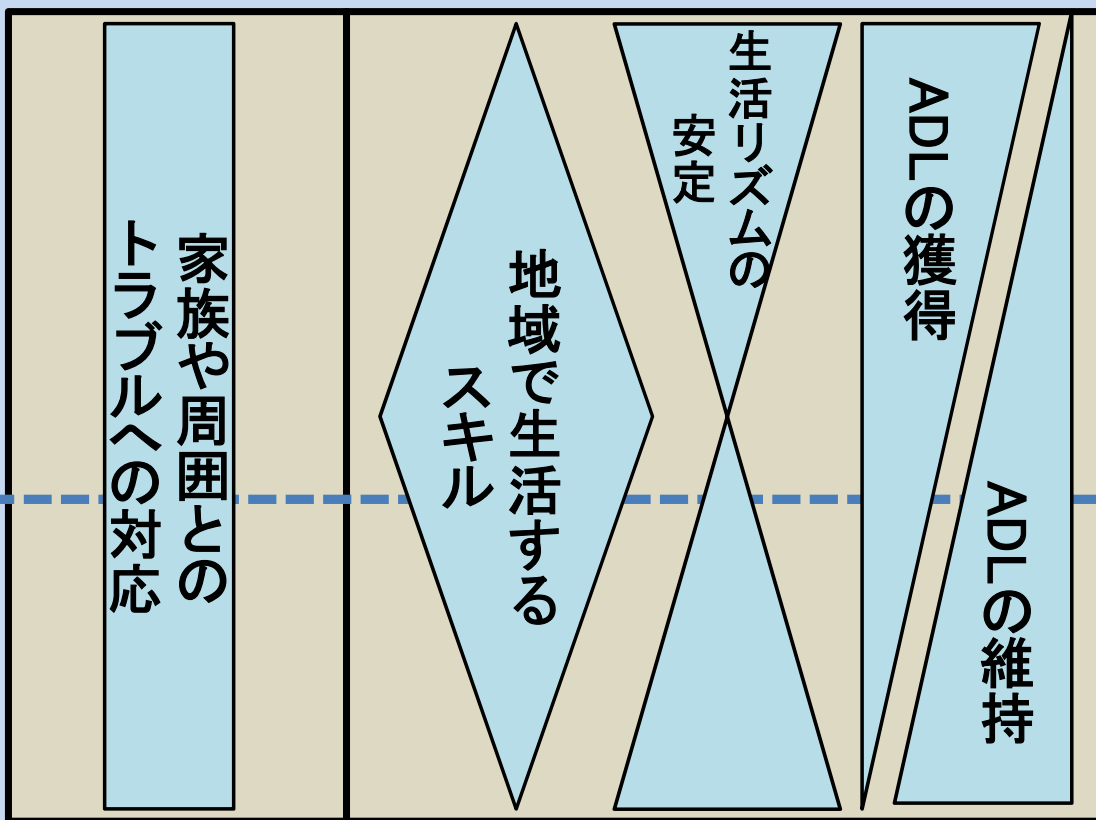 ADLの維持
ADLの獲得
生活リズムの
安定
地域で生活する
スキル
家族や周囲との
トラブルへの対応